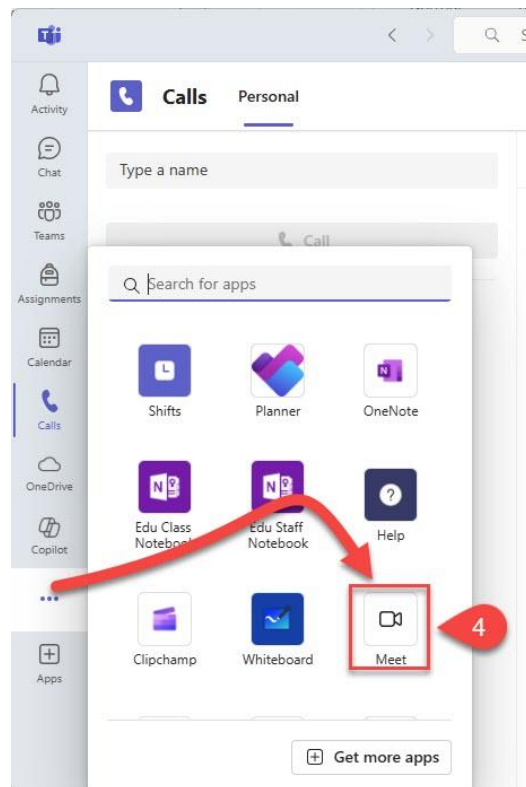 S
Activity
Calls Personal
Chat
Type a name
Teams
Call
Search for apps
Assignments
Calendar
Shifts Planner OneNote
Calls
OneDrive
Edu Class Edu Staff Help
Notebook Notebook
Copilot
Clipchamp Whiteboard Meet
4
Apps
Get more apps